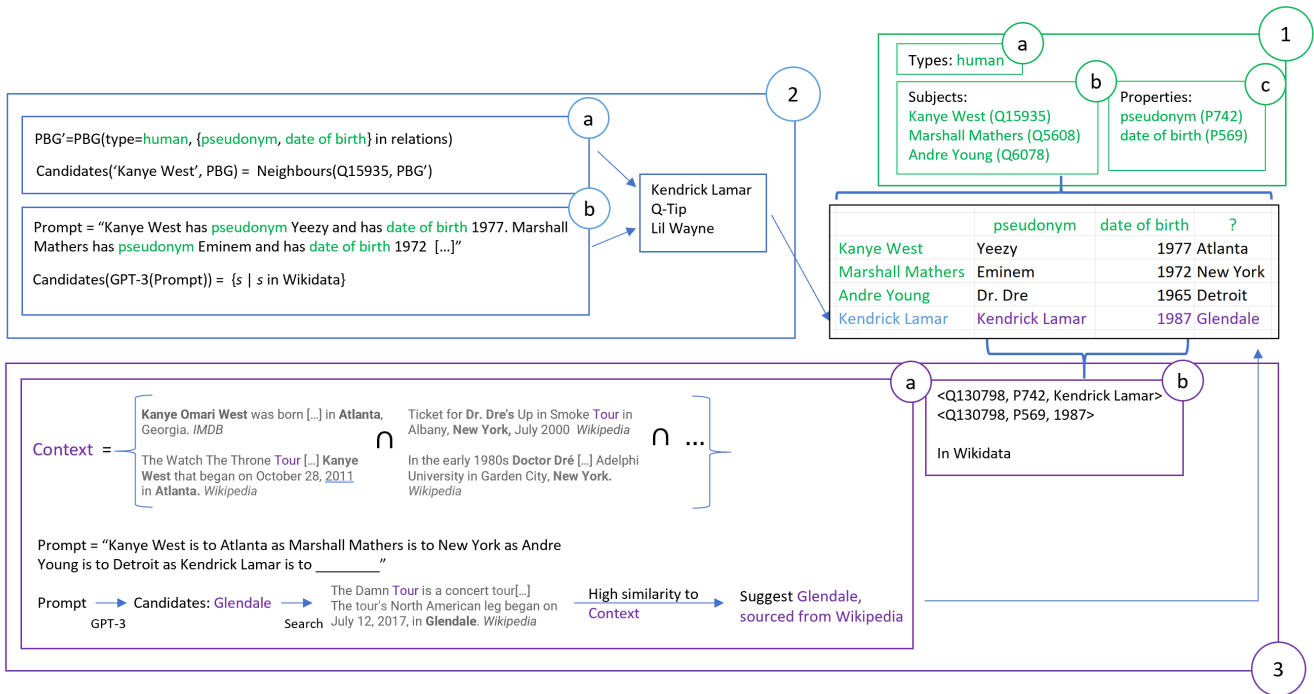 1
a
Types: human
b
Subjects:
Kanye West (Q15935)
Marshall Mathers (Q5608)
Andre Young (Q6078)
c
Properties:
pseudonym (P742)
date of birth (P569)
2
a
PBG’=PBG(type=human, {pseudonym, date of birth} in relations)
Candidates(‘Kanye West’, PBG) = Neighbours(Q15935, PBG’)
b
Prompt = “Kanye West has pseudonym Yeezy and has date of birth 1977. Marshall
Mathers has pseudonym Eminem and has date of birth 1972 […]”
Candidates(GPT-3(Prompt)) = {s | s in Wikidata}
Kendrick Lamar
Q-Tip
Lil Wayne
pseudonym date of birth ?
Kanye West Yeezy 1977 Atlanta
Marshall Mathers Eminem 1972 New York
Andre Young Dr. Dre 1965 Detroit
Kendrick Lamar Kendrick Lamar 1987 Glendale
3
a
Context =
Kanye Omari West was born […] in Atlanta,
Georgia. IMDB
The Watch The Throne Tour […] Kanye
West that began on October 28, 2011
in Atlanta. Wikipedia
∩
Ticket for Dr. Dre's Up in Smoke Tour in
Albany, New York, July 2000 Wikipedia
In the early 1980s Doctor Dré […] Adelphi
University in Garden City, New York.
Wikipedia
∩ ...
Prompt = “Kanye West is to Atlanta as Marshall Mathers is to New York as Andre
Young is to Detroit as Kendrick Lamar is to _________”
Prompt
GPT-3
Candidates: Glendale
Search
The Damn Tour is a concert tour[…]
The tour's North American leg began on
July 12, 2017, in Glendale. Wikipedia
High similarity to
Context
Suggest Glendale,
sourced from Wikipedia
b
<Q130798, P742, Kendrick Lamar>
<Q130798, P569, 1987>
In Wikidata